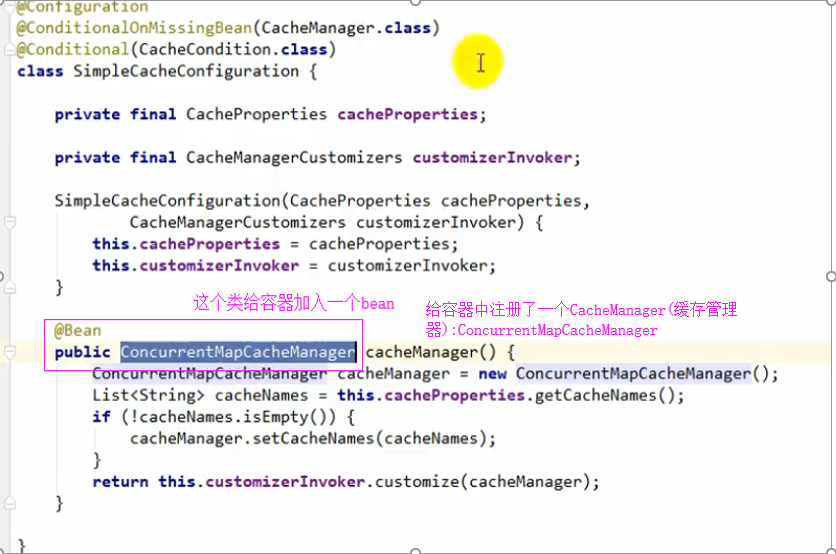 @Configuration
@ConditionalOnMissingBean(CacheManager.class)
@Conditional(CacheCondition.class)
class SimpleCacheConfiguration {
private final CacheProperties cacheProperties;
private final CacheManagerCustomizers customizerInvoker;
SimpleCacheConfiguration(CacheProperties cacheProperties,
CacheManagerCustomizers customizerInvoker) {
this.cacheProperties = cacheProperties;
this.customizerInvoker = customizerInvoker;
}
这个类给容器加入一个bean
给容器中注册了一个CacheManager(缓存管理
器):ConcurrentMapCacheManager
@Bean
public ConcurrentMapCacheManager cacheManager() {
ConcurrentMapCacheManager cacheManager = new ConcurrentMapCacheManager();
List<String> cacheNames = this.cacheProperties.getCacheNames();
if (!cacheNames.isEmpty()) {
cacheManager.setCacheNames(cacheNames);
}
return this.customizerInvoker.customize(cacheManager);
}
}